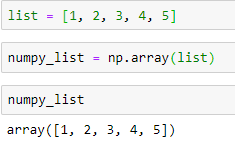 list = [1, 2, 3, 4, 5]
numpy_list = np.array(list)
numpy_list
array([1, 2, 3, 4, 5])